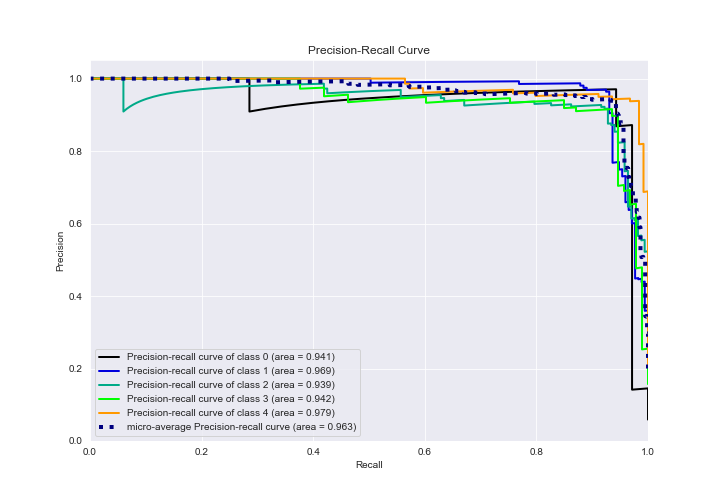 Precision-Recall Curve
1.0
0.8
0.6
0.4
0.2
0.0
Precision
Precision-recall curve of class 0 (area = 0.941)
Precision-recall curve of class 1 (area = 0.969)
Precision-recall curve of class 2 (area = 0.939)
Precision-recall curve of class 3 (area = 0.942)
Precision-recall curve of class 4 (area = 0.979)
micro-average Precision-recall curve (area = 0.963)
0.0 0.2 0.4 0.6 0.8 1.0
Recall